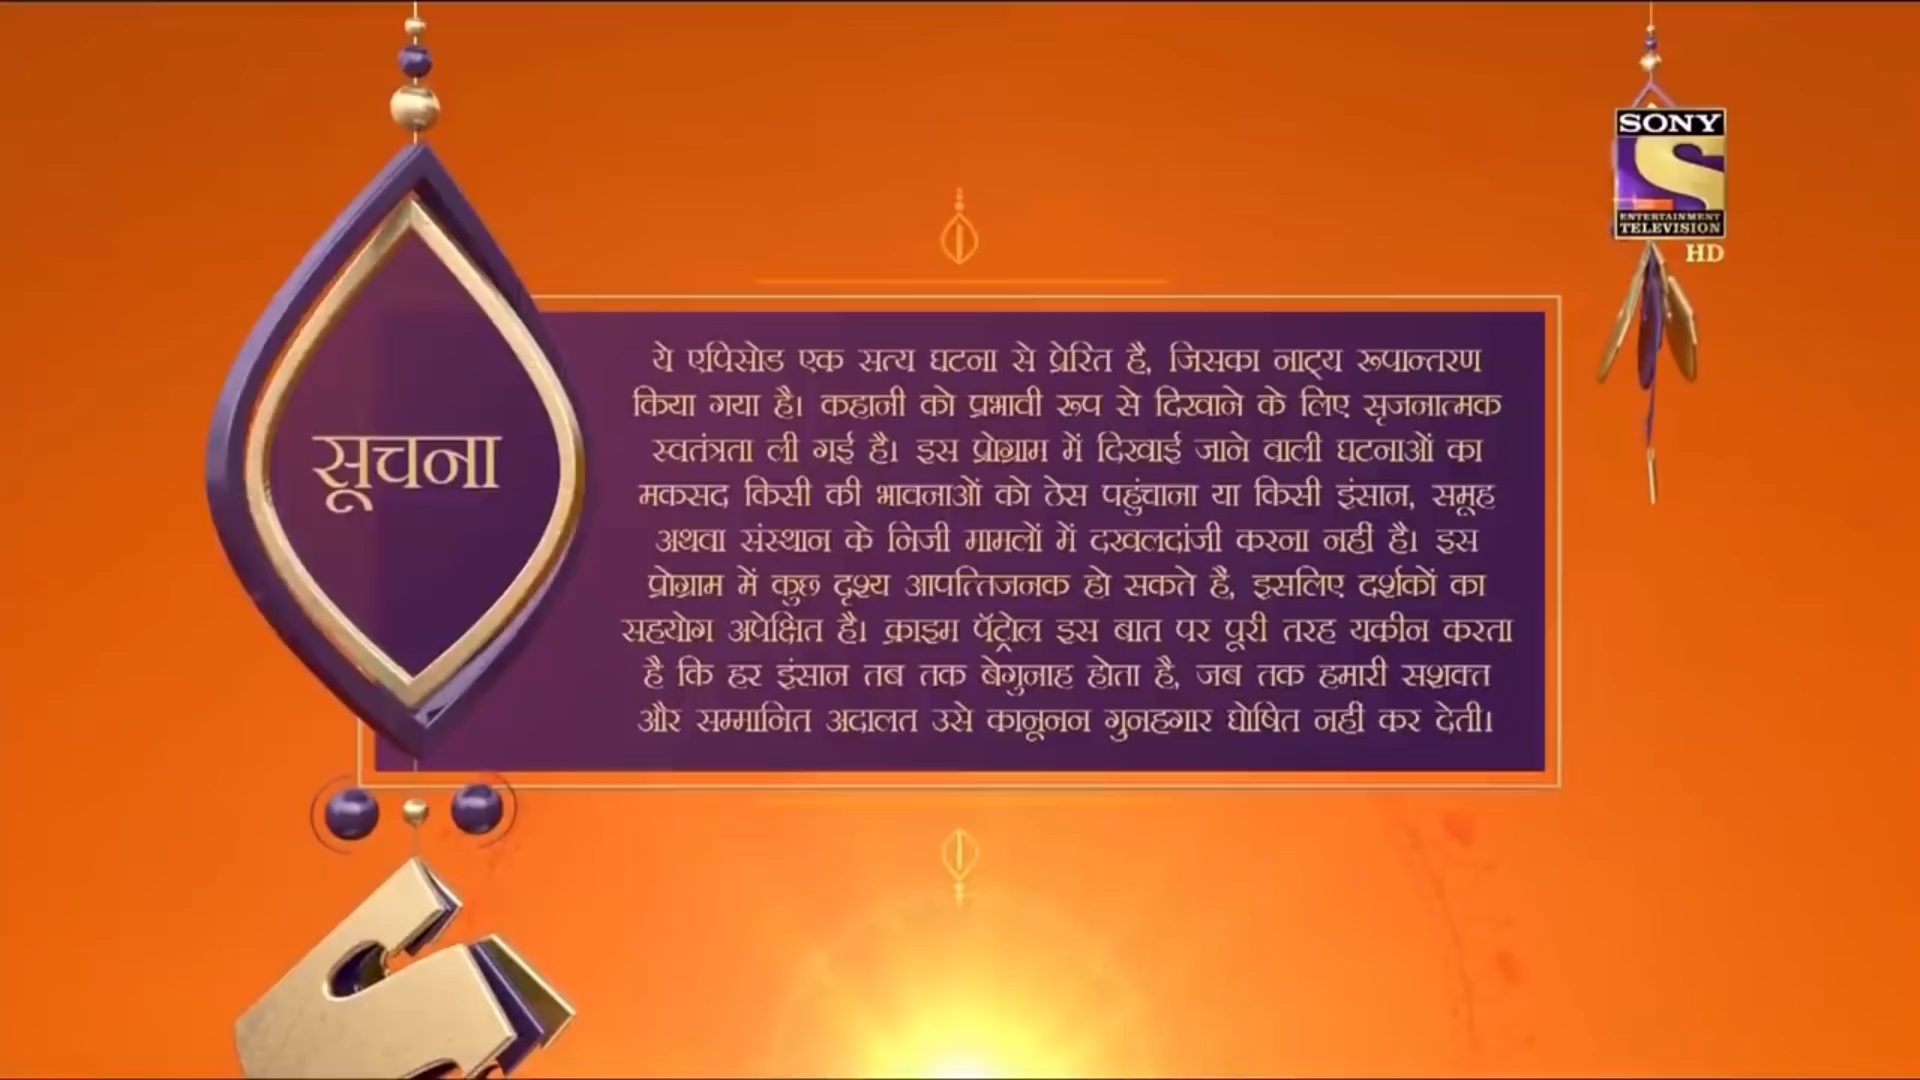 सूचना
ये एपिसोड एक सत्य घटना से प्रेरित है, जिसका नाट्य रूपान्तरण
किया गया है। कहानी को प्रभावी रूप से दिखाने के लिए सृजनात्मक
स्वतंत्रता ली गई है। इस प्रोग्राम में दिखाई जाने वाली घटनाओं का
मकसद किसी की भावनाओं को ठेस पहुंचाना या किसी इंसान, समूह
अथवा संस्थान के निजी मामलों में दखलदांजी करना नहीं है। इस
प्रोग्राम में कुछ दृश्य आपत्तिजनक हो सकते हैं, इसलिए दर्शकों का
सहयोग अपेक्षित है। क्राइम पॅट्रोल इस बात पर पूरी तरह यकीन करता
है कि हर इंसान तब तक बेगुनाह होता है, जब तक हमारी सशक्त
और सम्मानित अदालत उसे कानूनन गुनहगार घोषित नहीं कर देती।
SONY
S
ENTERTAINMENT
TELEVISION
HD